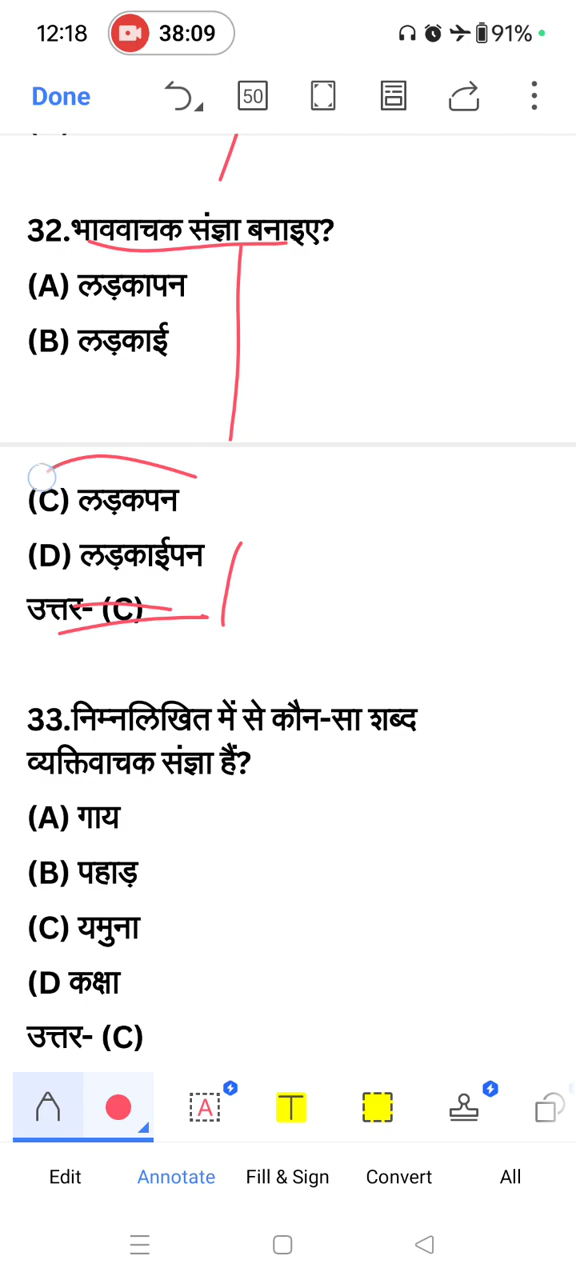 12:18 38:09 91%
Done 50
32.भाववाचक संज्ञा बनाइए?
(A) लड़कापन
(B) लड़काई
(C) लड़कपन
(D) लड़काईपन
उत्तर- (C)
33.निम्नलिखित में से कौन-सा शब्द
व्यक्तिवाचक संज्ञा हैं?
(A) गाय
(B) पहाड़
(C) यमुना
(D कक्षा
उत्तर- (C)
A T
Edit Annotate Fill & Sign Convert All